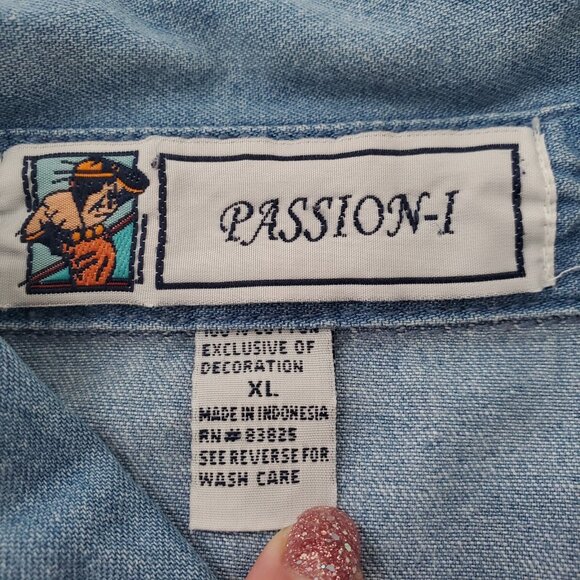 PASSION-I
EXCLUSIVE OF
DECORATION
XL
MADE IN INDONESIA
RN# 83825
SEE REVERSE FOR
WASH CARE